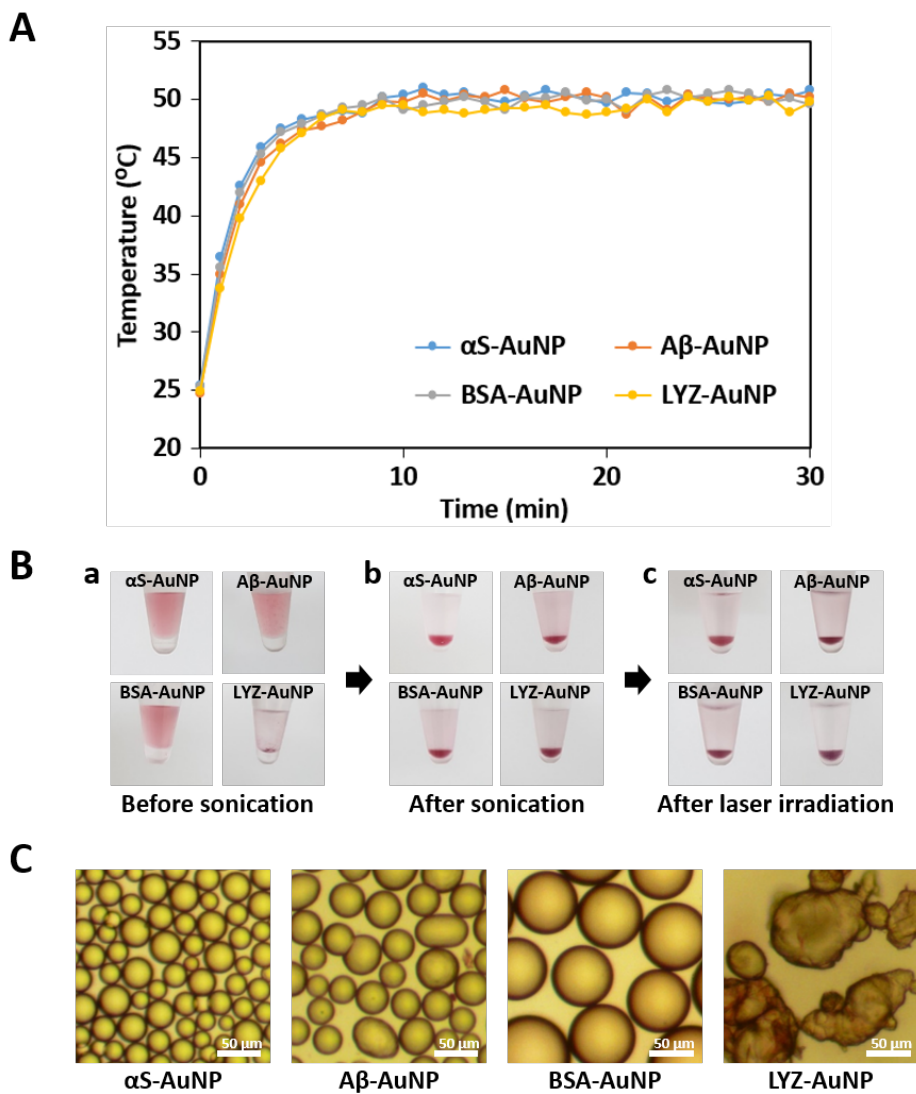 A
55
50
45
40
35
30
25
20
Temperature (⁰C)
αS-AuNP Aβ-AuNP
BSA-AuNP LYZ-AuNP
0 10 20 30
Time (min)
B
a b c
αS-AuNP Aβ-AuNP αS-AuNP Aβ-AuNP αS-AuNP Aβ-AuNP
BSA-AuNP LYZ-AuNP BSA-AuNP LYZ-AuNP BSA-AuNP LYZ-AuNP
Before sonication After sonication After laser irradiation
C
50 μm 50 μm 50 μm 50 μm
αS-AuNP Aβ-AuNP BSA-AuNP LYZ-AuNP